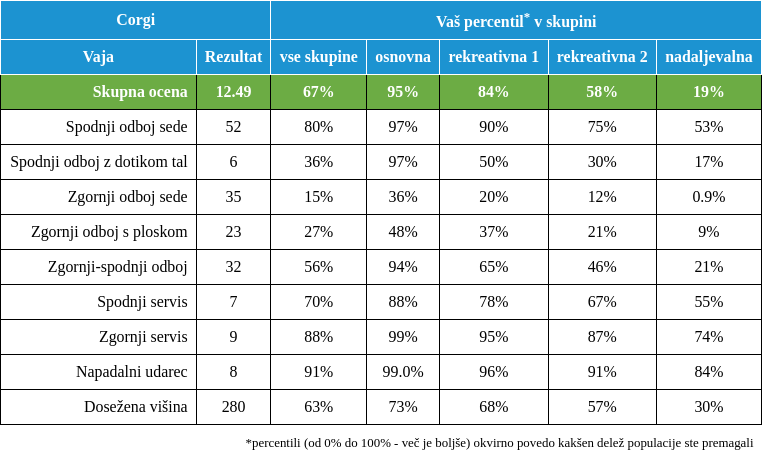 Corgi Vaš percentil* v skupini
Vaja Rezultat vse skupine osnovna rekreativna 1 rekreativna 2 nadaljevalna
Skupna ocena 12.49 67% 95% 84% 58% 19%
Spodnji odboj sede 52 80% 97% 90% 75% 53%
Spodnji odboj z dotikom tal 6 36% 97% 50% 30% 17%
Zgornji odboj sede 35 15% 36% 20% 12% 0.9%
Zgornji odboj s ploskom 23 27% 48% 37% 21% 9%
Zgornji-spodnji odboj 32 56% 94% 65% 46% 21%
Spodnji servis 7 70% 88% 78% 67% 55%
Zgornji servis 9 88% 99% 95% 87% 74%
Napadalni udarec 8 91% 99.0% 96% 91% 84%
Dosežena višina 280 63% 73% 68% 57% 30%
*percentili (od 0% do 100% - več je boljše) okvirno povedo kakšen delež populacije ste premagali